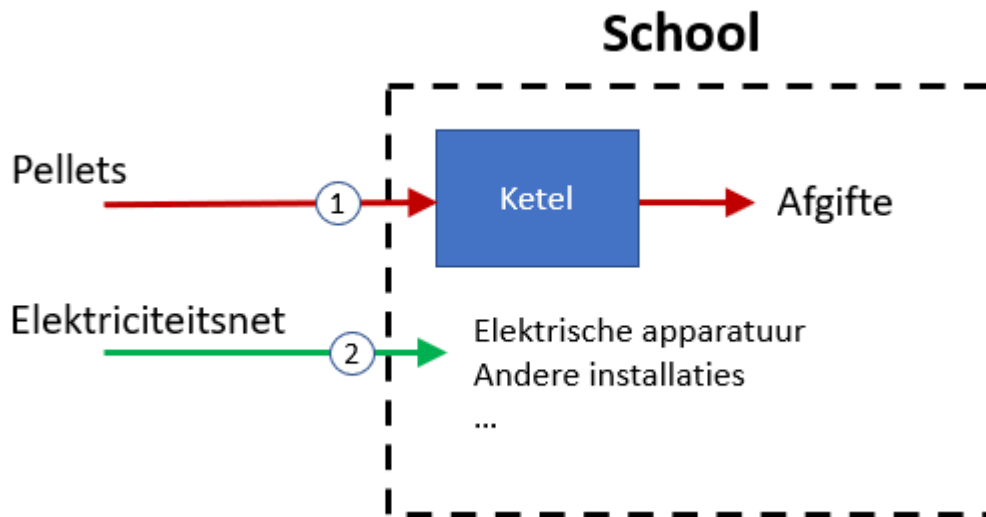 School
Pellets
1
Ketel
Afgifte
Elektriciteitsnet
2
Elektrische apparatuur
Andere installaties
...